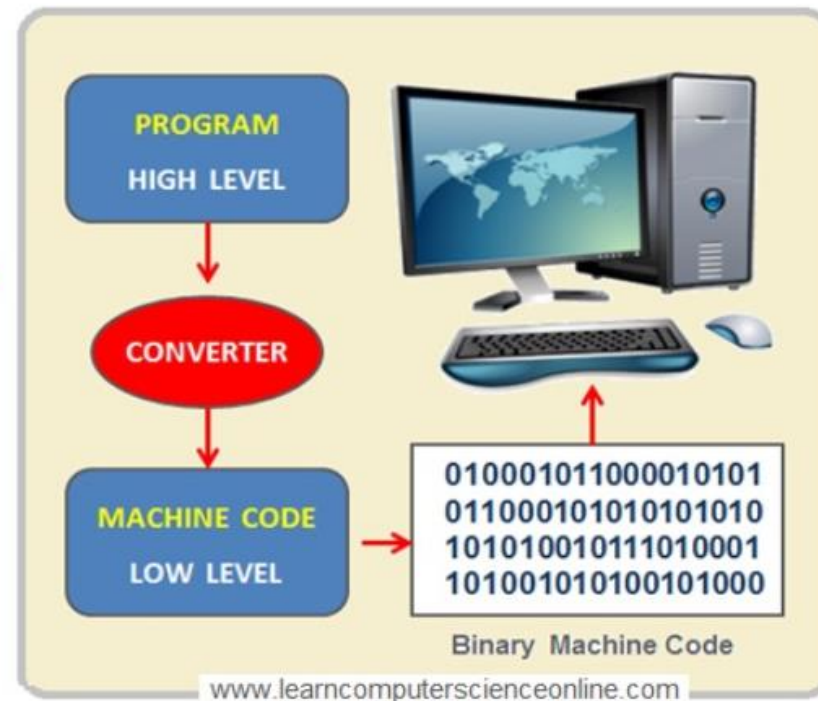 PROGRAM
HIGH LEVEL
CONVERTER
MACHINE CODE
LOW LEVEL
010001011000010101
011000101010101010
101010010111010001
101001010100101000
Binary Machine Code
www.learncomputerscienceonline.com